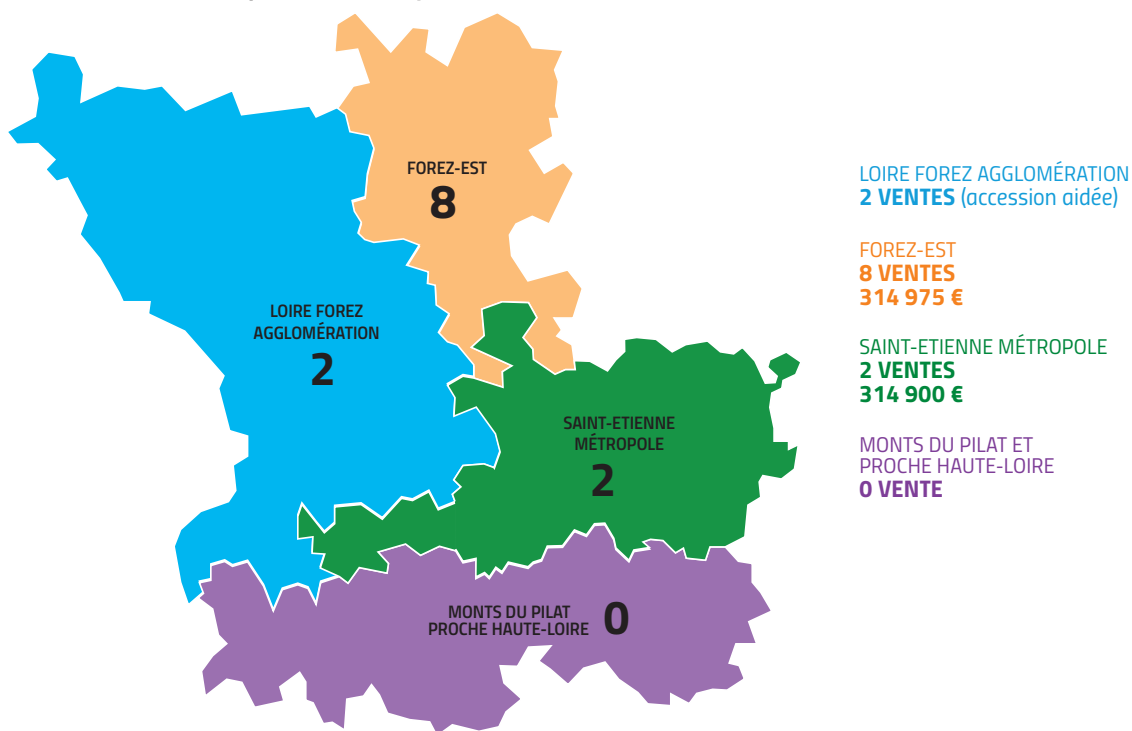 FOREZ-EST
8
LOIRE FOREZ
AGGLOMÉRATION
2
SAINT-ETIENNE
MÉTROPOLE
2
MONTS DU PILAT
PROCHE HAUTE-LOIRE
0
LOIRE FOREZ AGGLOMÉRATION
2 VENTES (accession aidée)
FOREZ-EST
8 VENTES
314 975 €
SAINT-ETIENNE MÉTROPOLE
2 VENTES
314 900 €
MONTS DU PILAT ET
PROCHE HAUTE-LOIRE
0 VENTE